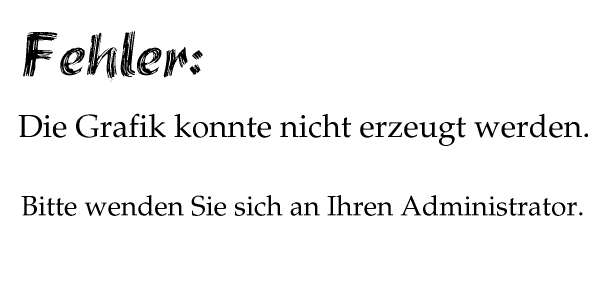 Fehler:
Die Grafik konnte nicht erzeugt werden.
Bitte wenden Sie sich an Ihren Administrator.